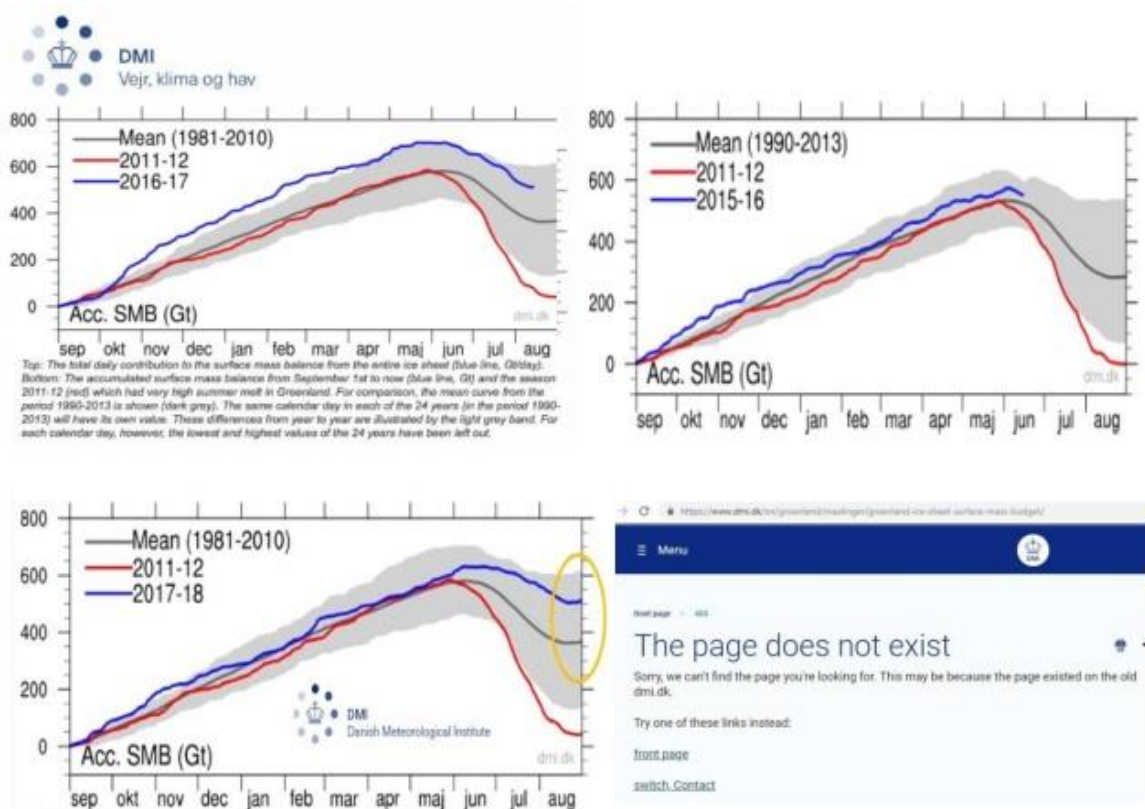 DMI
Vejr, klima og hav
800
600
400
200
0
Mean (1981-2010)
2011-12
2016-17
Acc. SMB (Gt)
dmi.dk
sep okt nov dec jan feb mar apr maj jun jul aug
Top: The total daily contribution to the surface mass balance from the entire ice sheet (blue line, Gt/day).
Bottom: The accumulated surface mass balance from September 1st to now (blue line, Gt) and the season
2011-12 (red) which had very high summer melt in Greenland. For comparison, the mean curve from the
period 1990-2013 is shown (dark grey). The same calendar day in each of the 24 years (in the period 1990-
2013) will have its own value. These differences from year to year are illustrated by the light grey band. For
each calendar day, however, the lowest and highest values of the 24 years have been left out.
800
600
400
200
0
Mean (1990-2013)
2011-12
2015-16
Acc. SMB (Gt)
dmi.dk
sep okt nov dec jan feb mar apr maj jun jul aug
800
600
400
200
0
Mean (1981-2010)
2011-12
2017-18
DMI
Danish Meteorological Institute
Acc. SMB (Gt)
dmi.dk
sep okt nov dec jan feb mar apr maj jun jul aug
Menu
front page
The page does not exist
Sorry, we can't find the page you're looking for. This may be because the page existed on the old
dmi.dk.
Try one of these links instead:
front page
switch, Contact